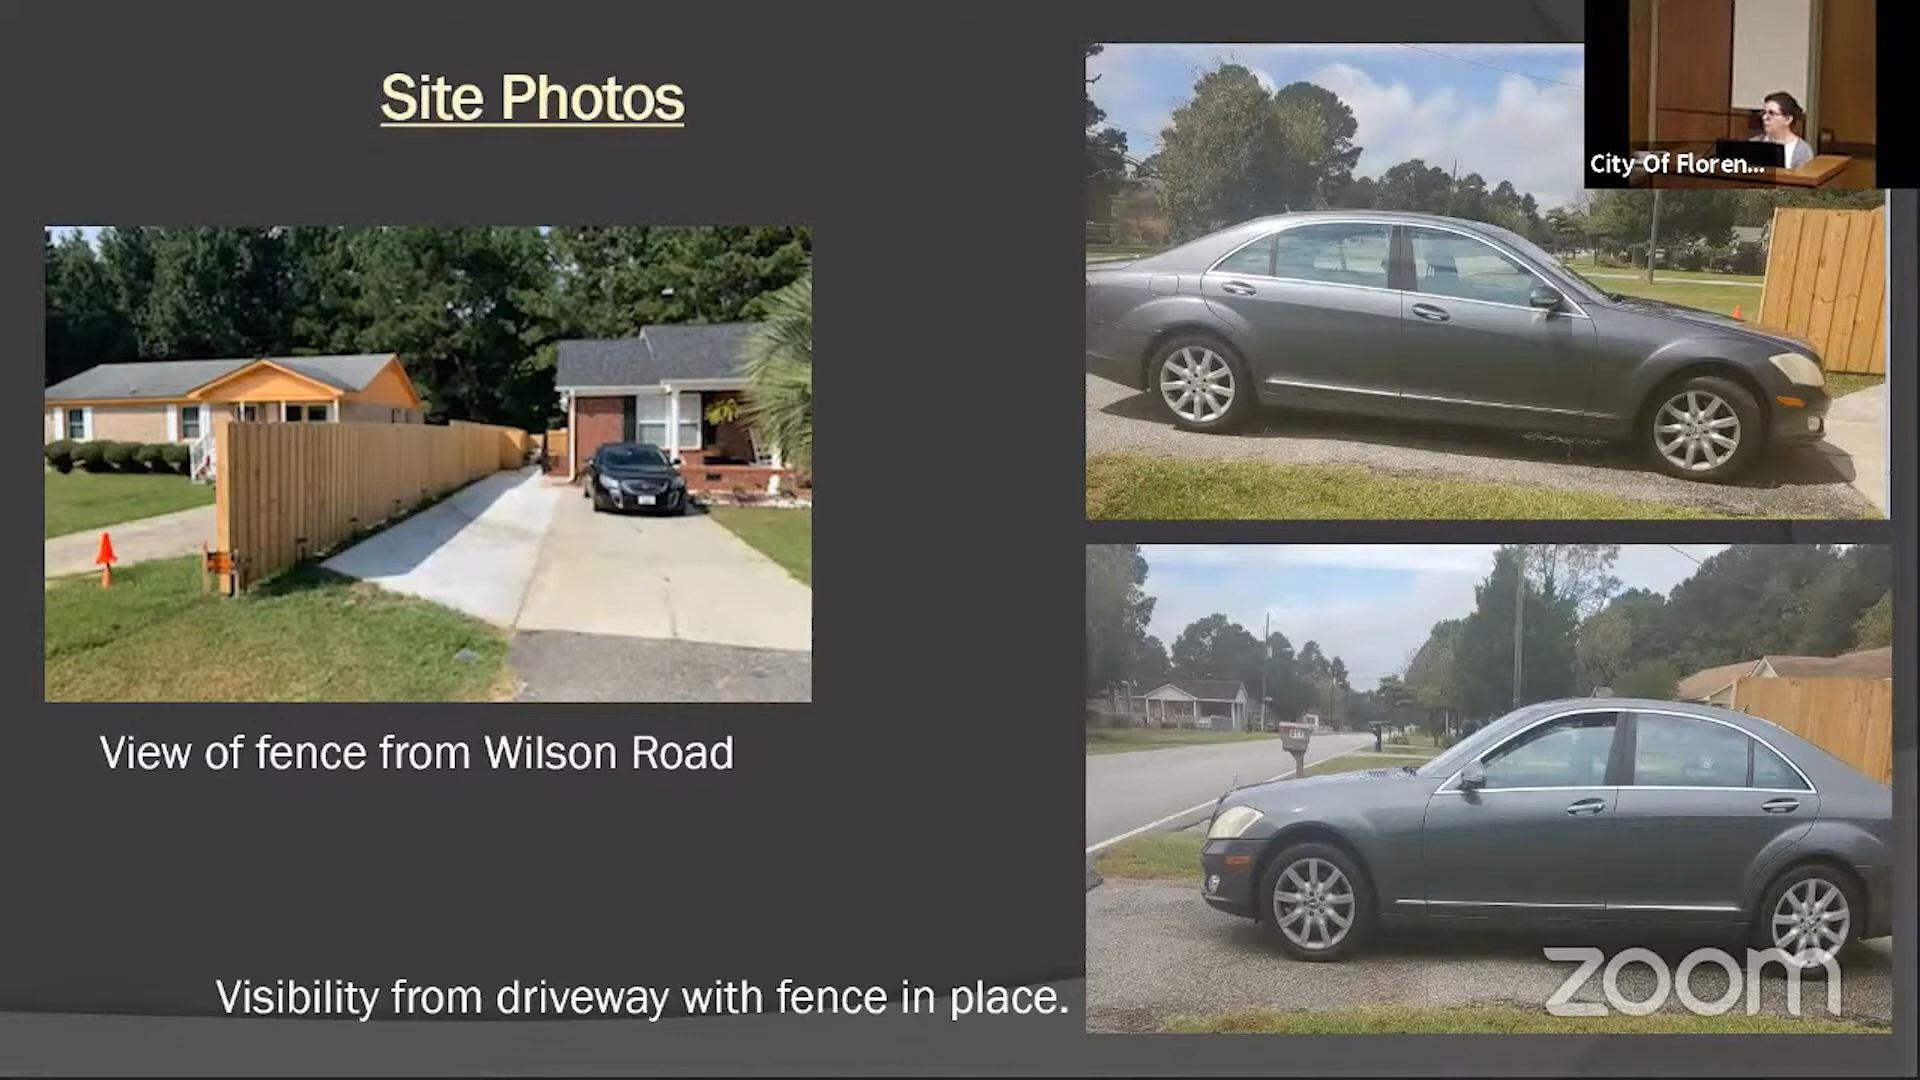 Site Photos
City Of Floren...
View of fence from Wilson Road
Visibility from driveway with fence in place.
zoom